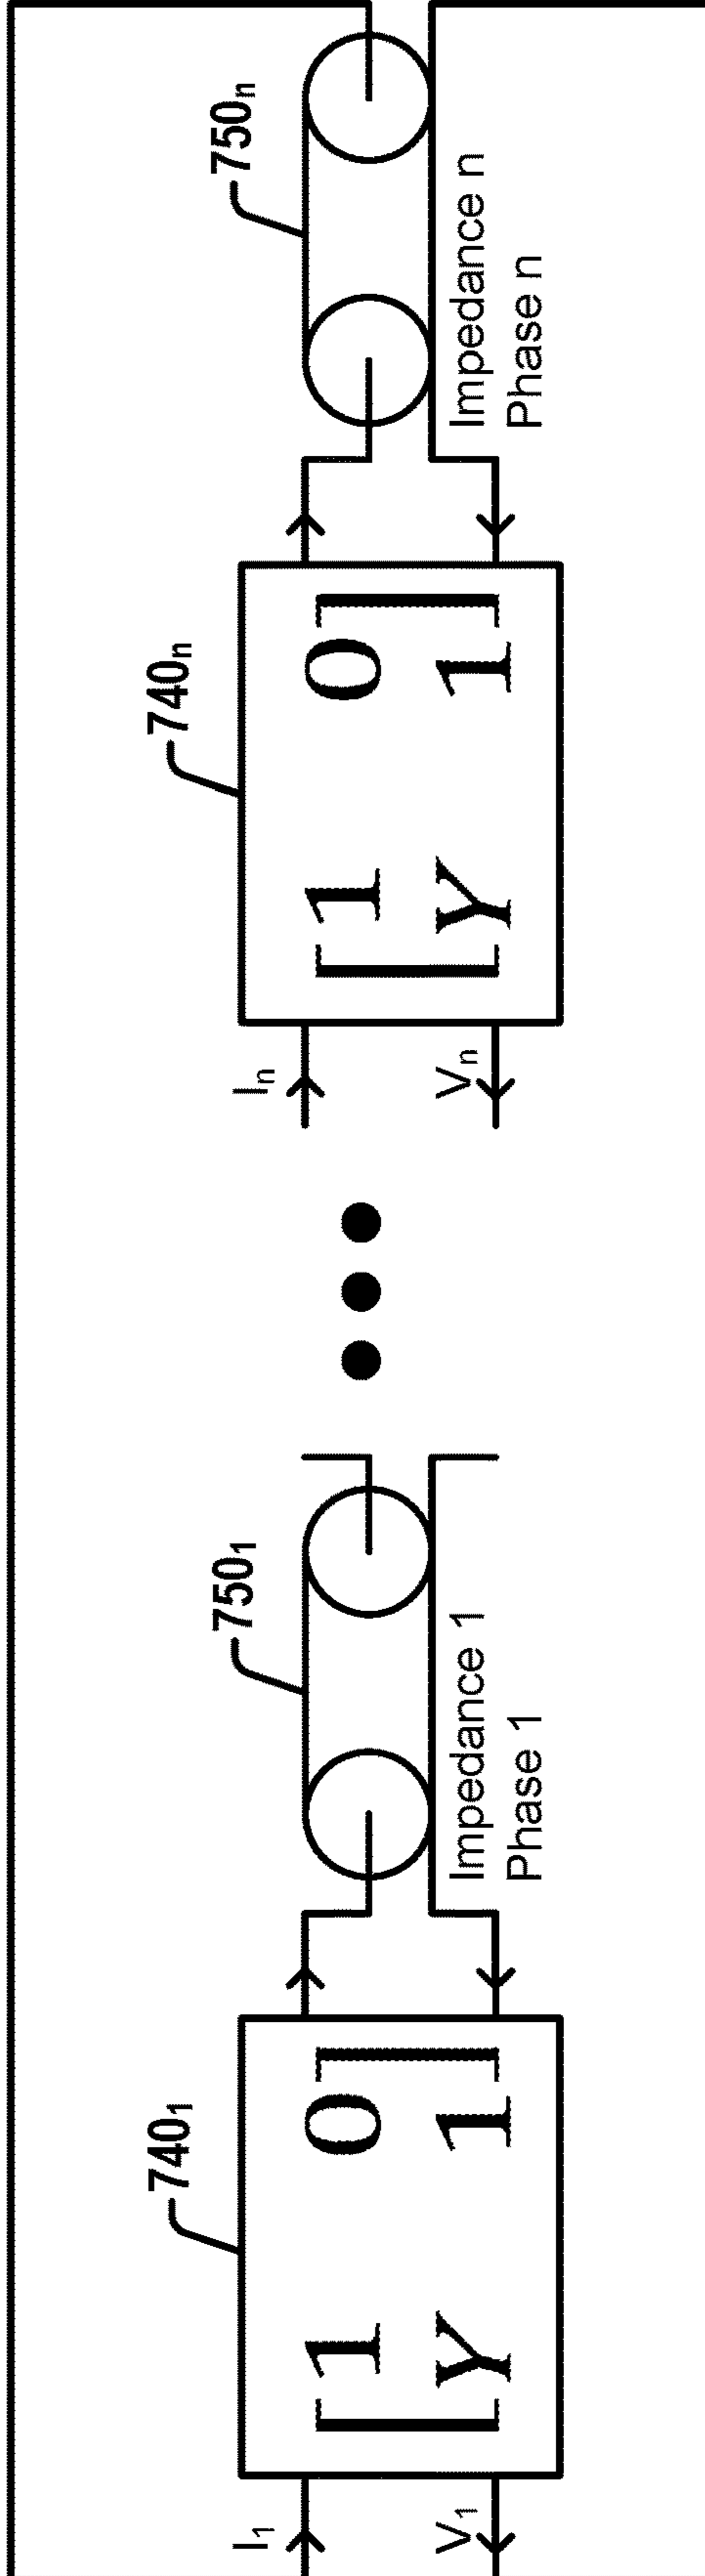 740₁
750₁
740ₙ
750ₙ
I₁
V₁
[1 0]
[Y 1]
Impedance 1
Phase 1
Iₙ
Vₙ
[1 0]
[Y 1]
Impedance n
Phase n